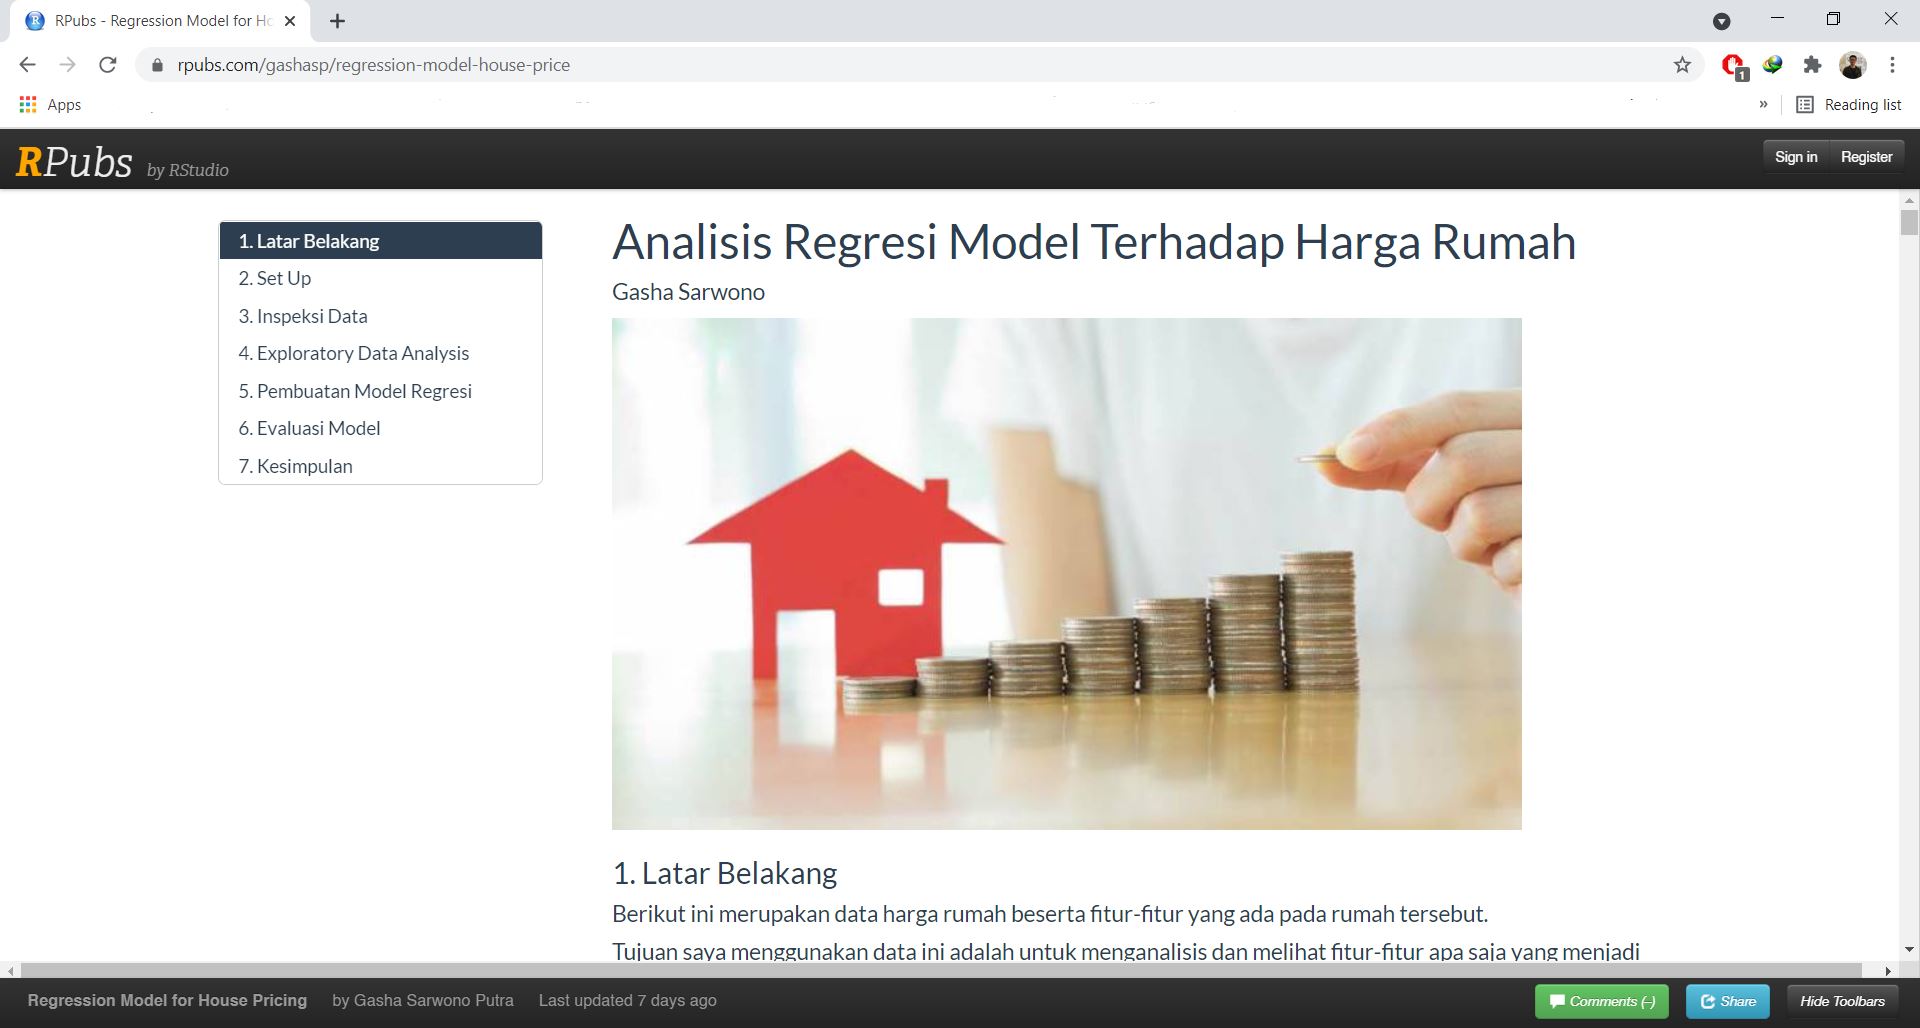 RPubs - Regression Model for Ho
rpubs.com/gashasp/regression-model-house-price
1
Apps
»
Reading list
RPubs by RStudio
Sign in
Register
1. Latar Belakang
2. Set Up
3. Inspeksi Data
4. Exploratory Data Analysis
5. Pembuatan Model Regresi
6. Evaluasi Model
7. Kesimpulan
Analisis Regresi Model Terhadap Harga Rumah
Gasha Sarwono
1. Latar Belakang
Berikut ini merupakan data harga rumah beserta fitur-fitur yang ada pada rumah tersebut.
Tujuan saya menggunakan data ini adalah untuk menganalisis dan melihat fitur-fitur apa saja yang menjadi
Regression Model for House Pricing
by Gasha Sarwono Putra
Last updated 7 days ago
Comments (–)
Share
Hide Toolbars